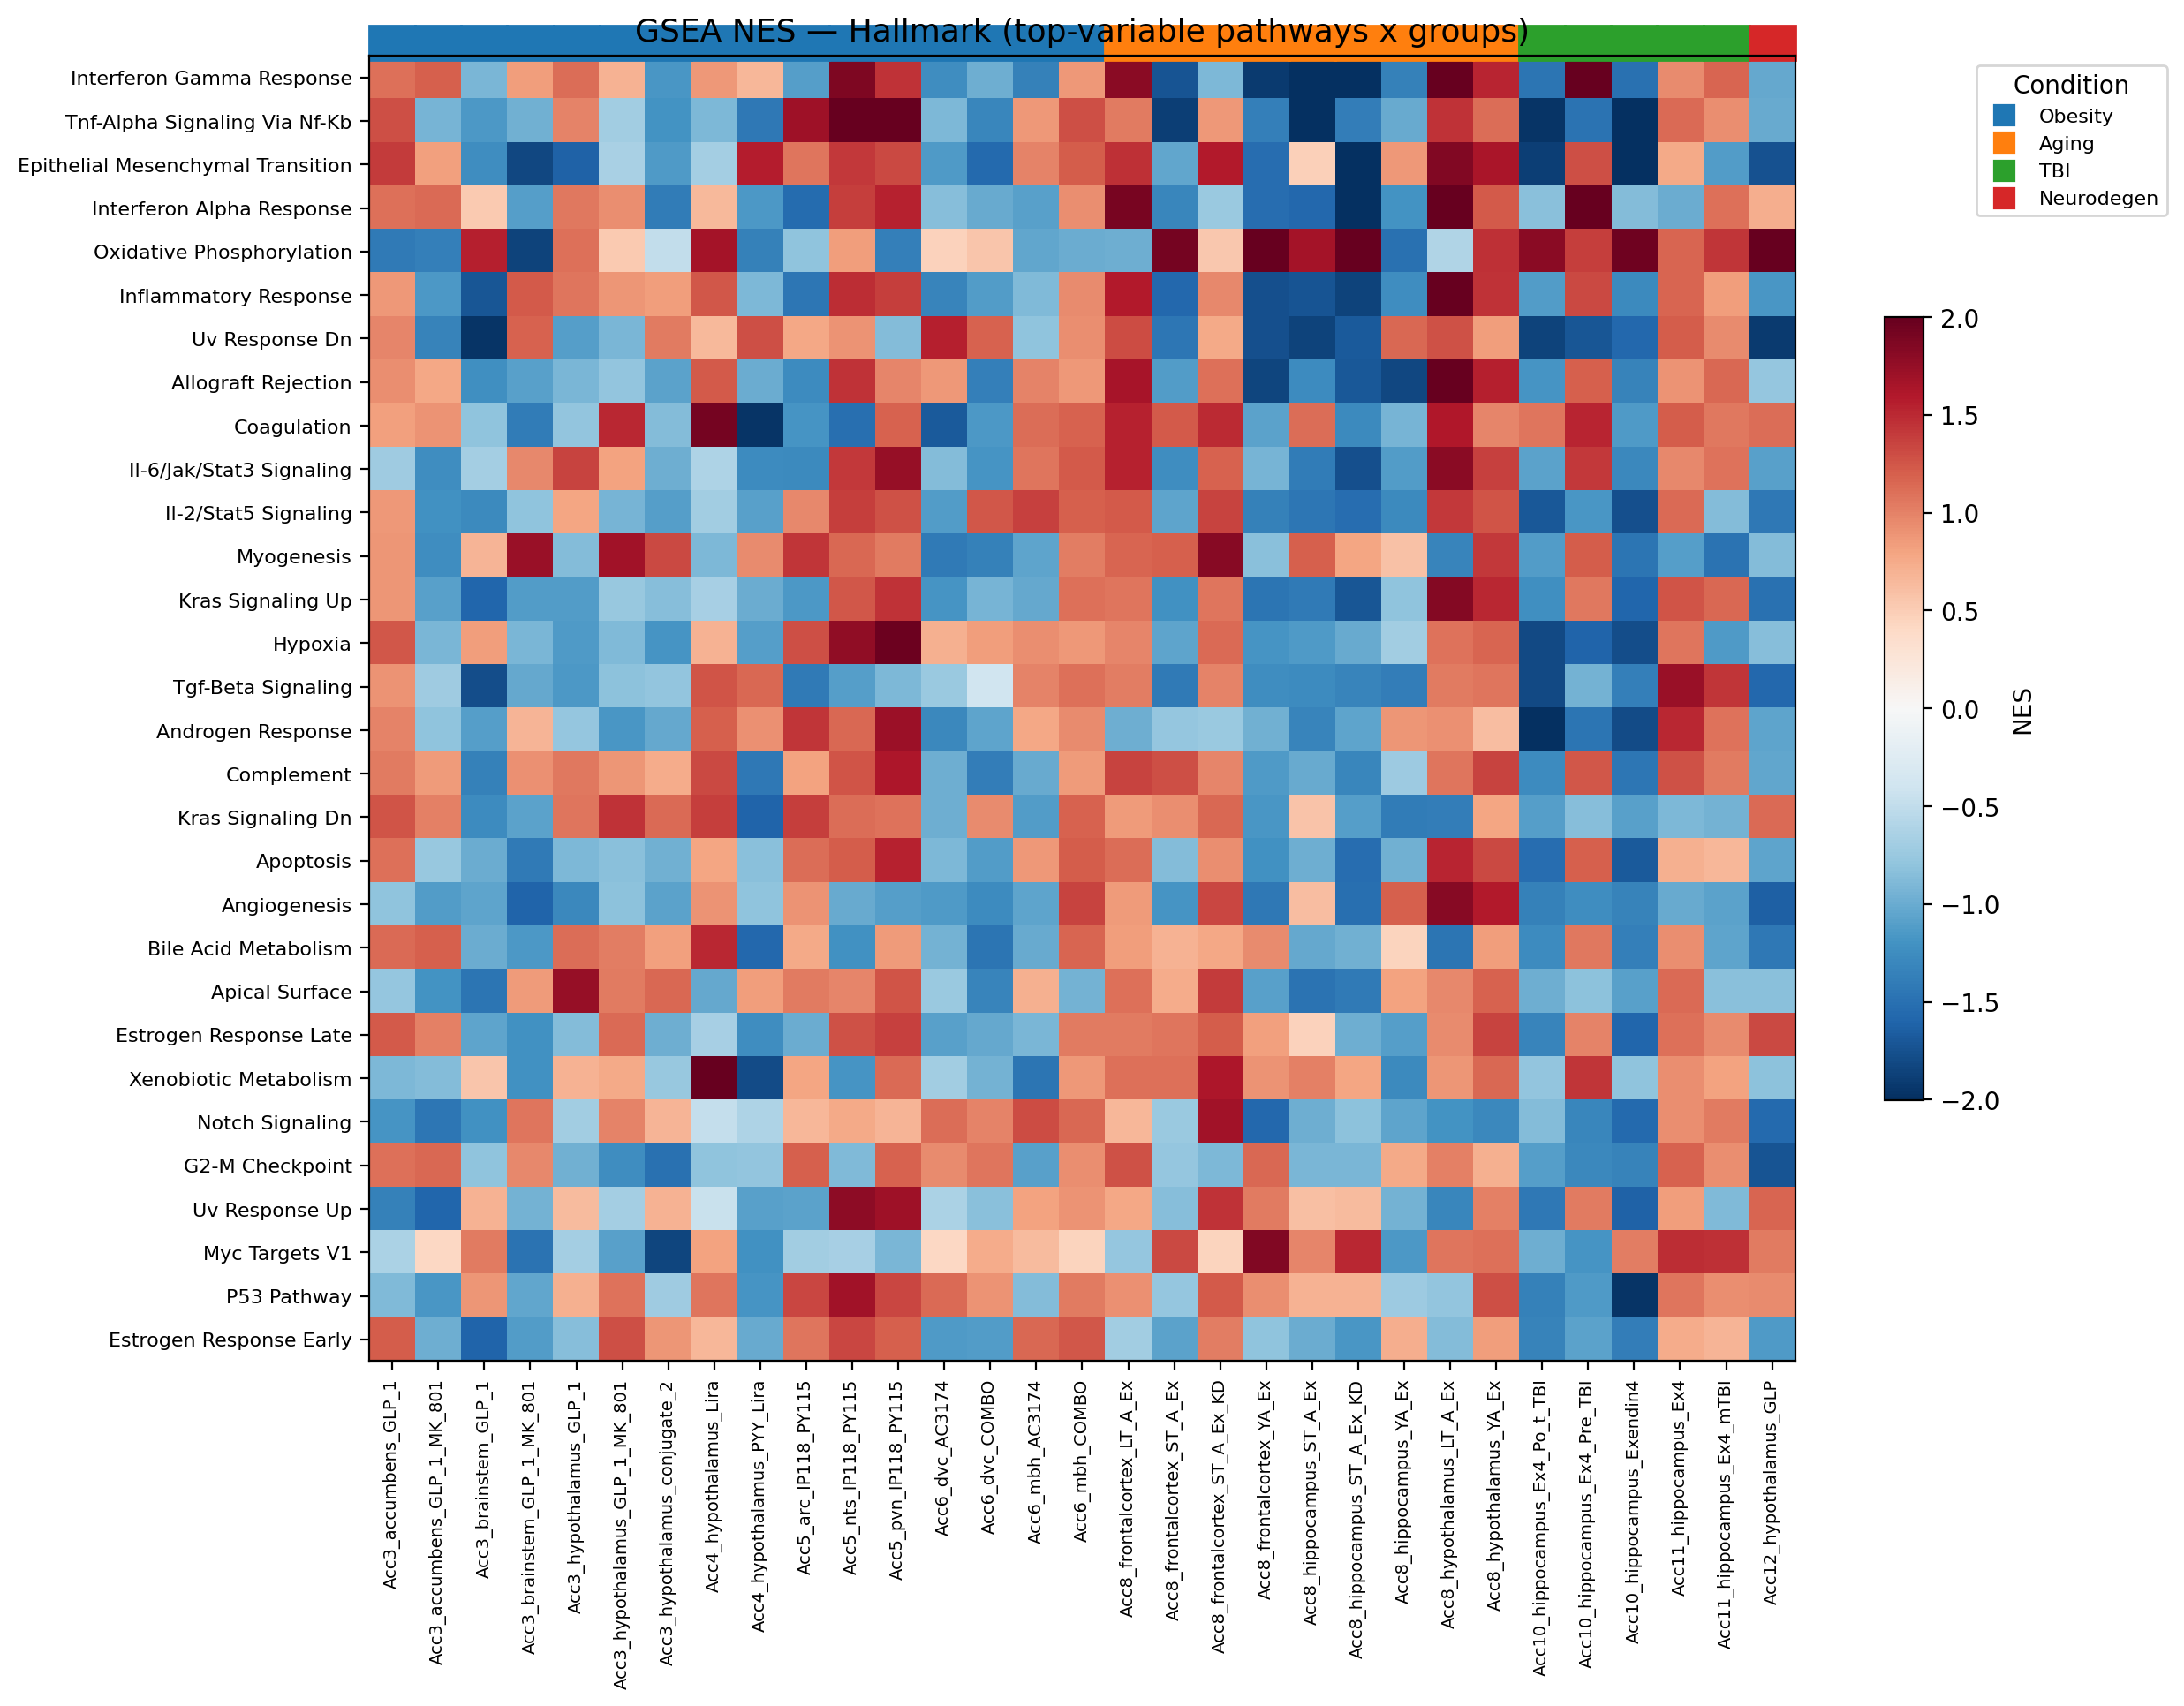 GSEA NES — Hallmark (top-variable pathways x groups)
Condition
Obesity
Aging
TBI
Neurodegen
Interferon Gamma Response
Tnf-Alpha Signaling Via Nf-Kb
Epithelial Mesenchymal Transition
Interferon Alpha Response
Oxidative Phosphorylation
Inflammatory Response
Uv Response Dn
Allograft Rejection
Coagulation
Il-6/Jak/Stat3 Signaling
Il-2/Stat5 Signaling
Myogenesis
Kras Signaling Up
Hypoxia
Tgf-Beta Signaling
Androgen Response
Complement
Kras Signaling Dn
Apoptosis
Angiogenesis
Bile Acid Metabolism
Apical Surface
Estrogen Response Late
Xenobiotic Metabolism
Notch Signaling
G2-M Checkpoint
Uv Response Up
Myc Targets V1
P53 Pathway
Estrogen Response Early
2.0
1.5
1.0
0.5
0.0
−0.5
−1.0
−1.5
−2.0
NES
Acc3_accumbens_GLP_1
Acc3_accumbens_GLP_1_MK_801
Acc3_brainstem_GLP_1
Acc3_brainstem_GLP_1_MK_801
Acc3_hypothalamus_GLP_1
Acc3_hypothalamus_GLP_1_MK_801
Acc3_hypothalamus_conjugate_2
Acc4_hypothalamus_Lira
Acc4_hypothalamus_PYY_Lira
Acc5_arc_IP118_PY115
Acc5_nts_IP118_PY115
Acc5_pvn_IP118_PY115
Acc6_dvc_AC3174
Acc6_dvc_COMBO
Acc6_mbh_AC3174
Acc6_mbh_COMBO
Acc8_frontalcortex_LT_A_Ex
Acc8_frontalcortex_ST_A_Ex
Acc8_frontalcortex_ST_A_Ex_KD
Acc8_frontalcortex_YA_Ex
Acc8_hippocampus_ST_A_Ex
Acc8_hippocampus_ST_A_Ex_KD
Acc8_hippocampus_YA_Ex
Acc8_hypothalamus_LT_A_Ex
Acc8_hypothalamus_YA_Ex
Acc10_hippocampus_Ex4_Po_t_TBI
Acc10_hippocampus_Ex4_Pre_TBI
Acc10_hippocampus_Exendin4
Acc11_hippocampus_Ex4
Acc11_hippocampus_Ex4_mTBI
Acc12_hypothalamus_GLP